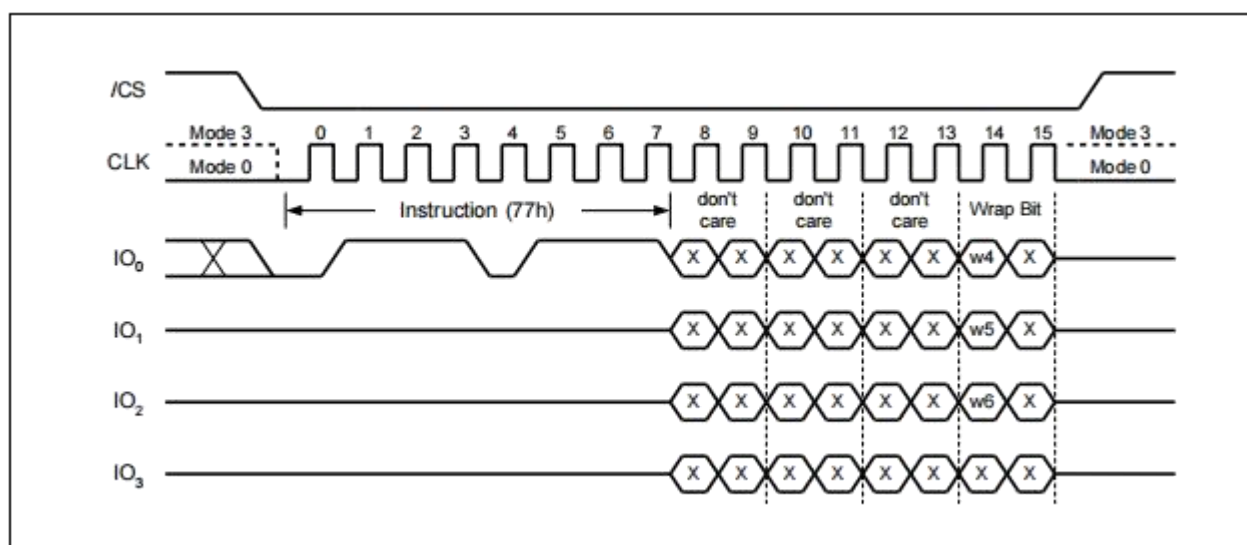 /CS
Mode 3 0 1 2 3 4 5 6 7 8 9 10 11 12 13 14 15 Mode 3
CLK Mode 0 Mode 0
Instruction (77h) don't care don't care don't care Wrap Bit
IO0 X X X X X X w4 X
IO1 X X X X X X w5 X
IO2 X X X X X X w6 X
IO3 X X X X X X X X